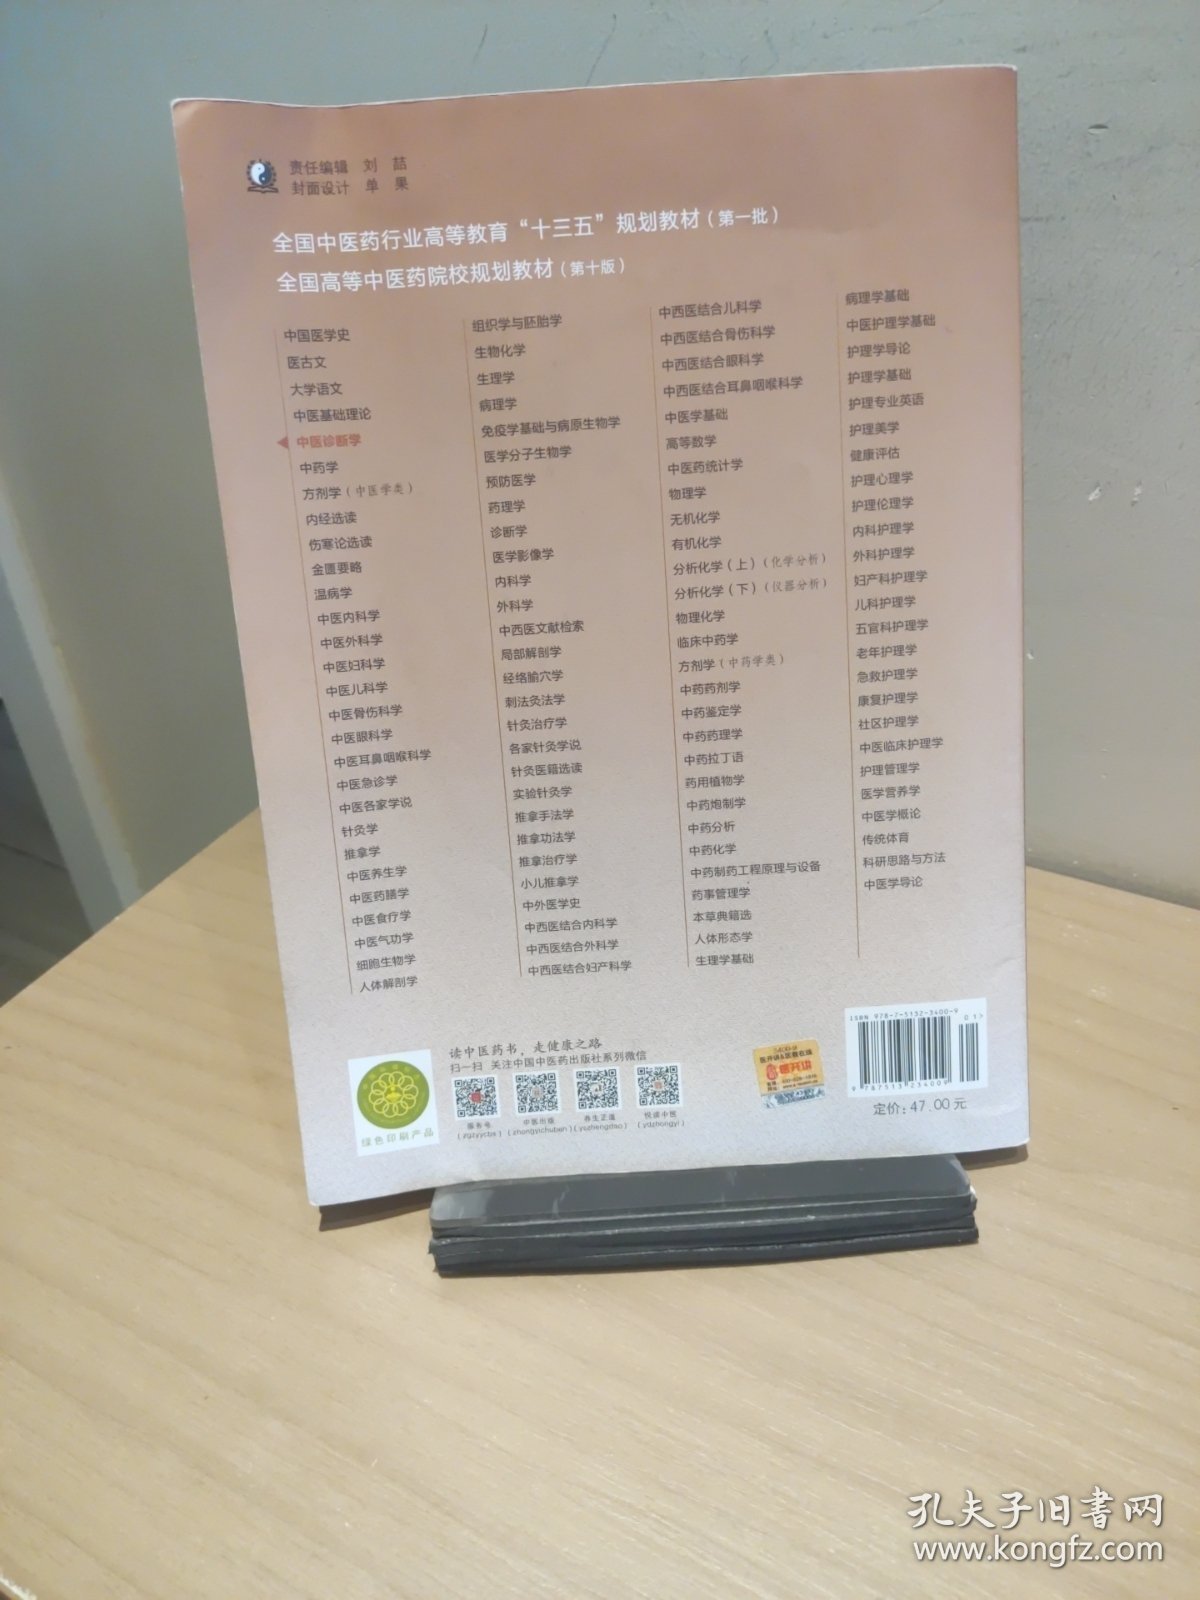 责任编辑 刘 喆
封面设计 单 果
全国中医药行业高等教育“十三五”规划教材(第一批)
全国高等中医药院校规划教材(第十版)
中国医学史
医古文
大学语文
中医基础理论
中医诊断学
中药学
方剂学(中医学类)
内经选读
伤寒论选读
金匮要略
温病学
中医内科学
中医外科学
中医妇科学
中医儿科学
中医骨伤科学
中医眼科学
中医耳鼻咽喉科学
中医急诊学
中医各家学说
针灸学
推拿学
中医养生学
中医药膳学
中医食疗学
中医气功学
细胞生物学
人体解剖学
组织学与胚胎学
生物化学
生理学
病理学
免疫学基础与病原生物学
医学分子生物学
预防医学
药理学
诊断学
医学影像学
内科学
外科学
中西医文献检索
局部解剖学
经络腧穴学
刺法灸法学
针灸治疗学
各家针灸学说
针灸医籍选读
实验针灸学
推拿手法学
推拿功法学
推拿治疗学
小儿推拿学
中外医学史
中西医结合内科学
中西医结合外科学
中西医结合妇产科学
中西医结合儿科学
中西医结合骨伤科学
中西医结合眼科学
中西医结合耳鼻咽喉科学
中医学基础
高等数学
中医药统计学
物理学
无机化学
有机化学
分析化学(上)(化学分析)
分析化学(下)(仪器分析)
物理化学
临床中药学
方剂学(中药学类)
中药药剂学
中药鉴定学
中药药理学
中药拉丁语
药用植物学
中药炮制学
中药分析
中药化学
中药制药工程原理与设备
药事管理学
本草典籍选
人体形态学
生理学基础
病理学基础
中医护理学基础
护理学导论
护理学基础
护理专业英语
护理美学
健康评估
护理心理学
护理伦理学
内科护理学
外科护理学
妇产科护理学
儿科护理学
五官科护理学
老年护理学
急救护理学
康复护理学
社区护理学
中医临床护理学
护理管理学
医学营养学
中医学概论
传统体育
科研思路与方法
中医学导论
读中医药书，走健康之路
扫一扫 关注中国中医药出版社系列微信
服务号
(zgzyycbs)
中医出版
(zhongyichuban)
养生正道
(yszhengdao)
悦读中医
(ydzhongyi)
绿色印刷产品
医开讲
ISBN 978-7-5132-3400-9
01>
9 787513 234009
定价: 47.00元
孔夫子旧书网
www.kongfz.com